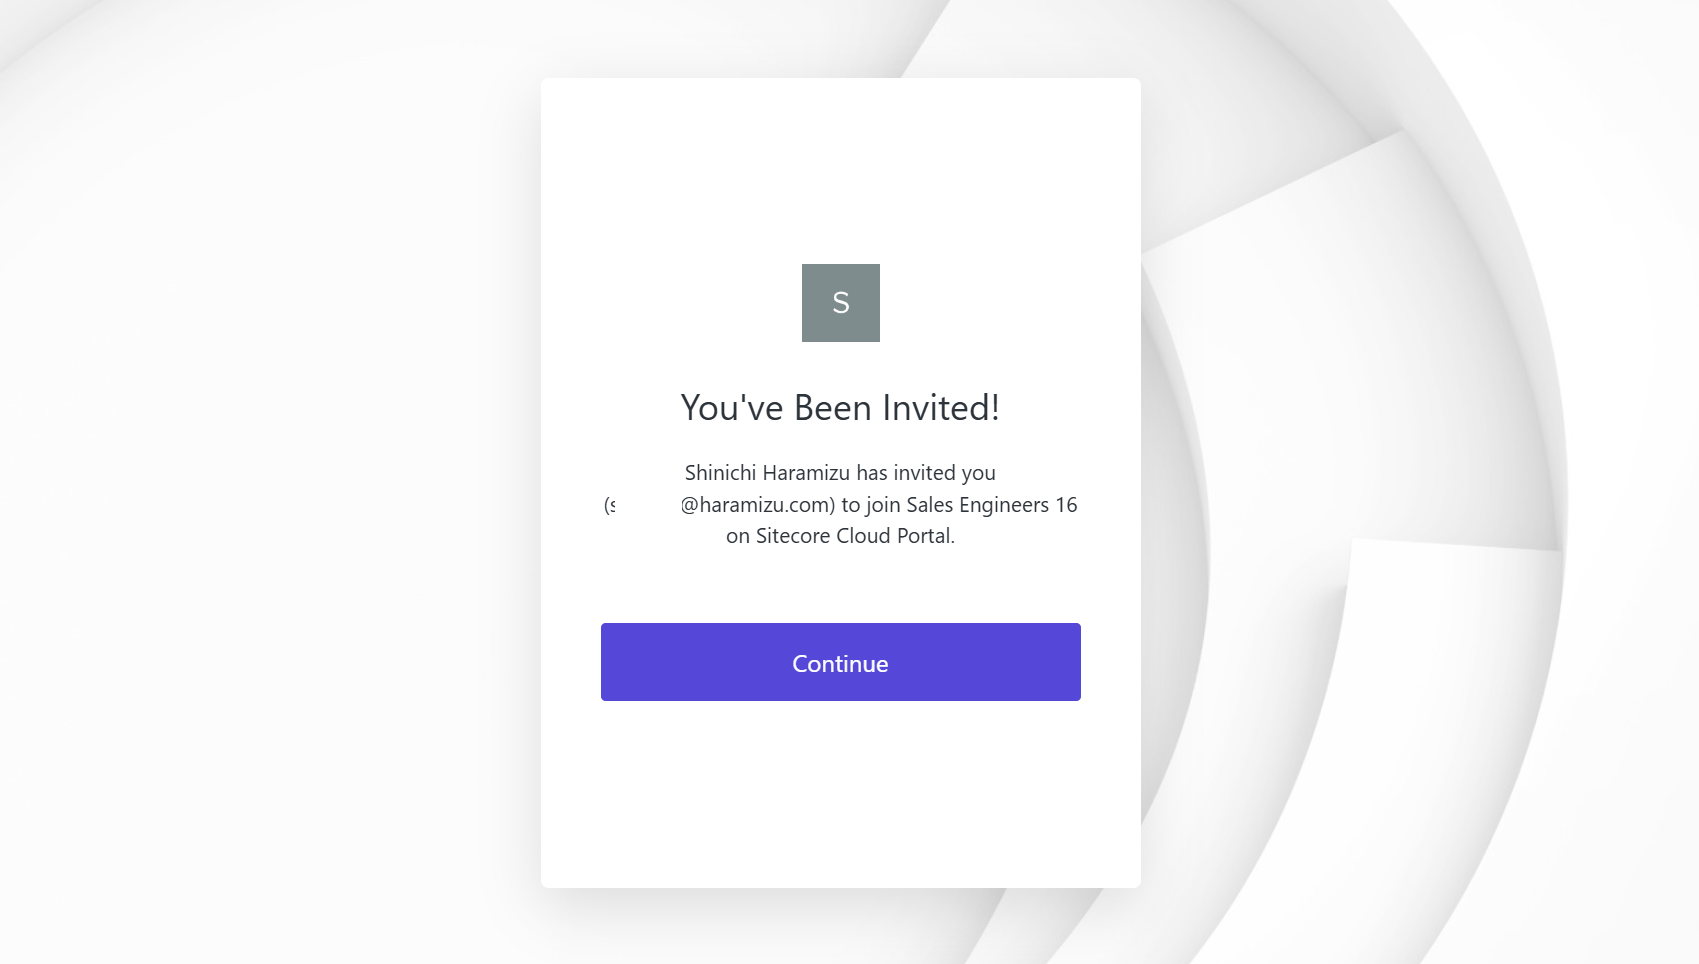 S
You've Been Invited!
Shinichi Haramizu has invited you
(s @haramizu.com) to join Sales Engineers 16
on Sitecore Cloud Portal.
Continue